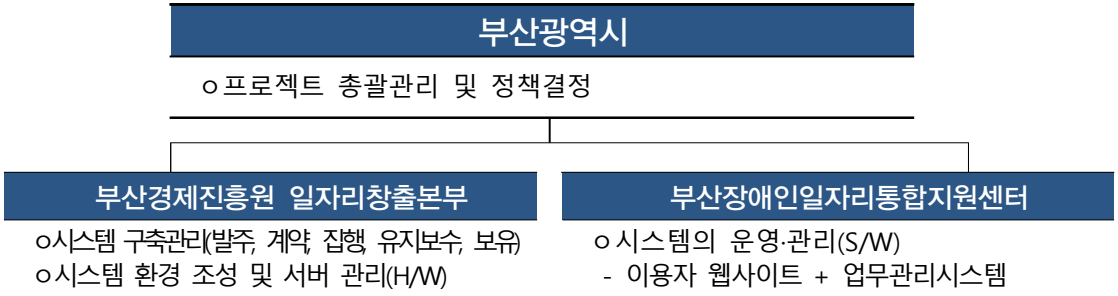 부산광역시
ㅇ프로젝트 총괄관리 및 정책결정
부산경제진흥원 일자리창출본부
ㅇ시스템 구축관리(발주, 계약, 집행, 유지보수, 보유)
ㅇ시스템 환경 조성 및 서버 관리(H/W)
부산장애인일자리통합지원센터
ㅇ시스템의 운영·관리(S/W)
- 이용자 웹사이트 + 업무관리시스템